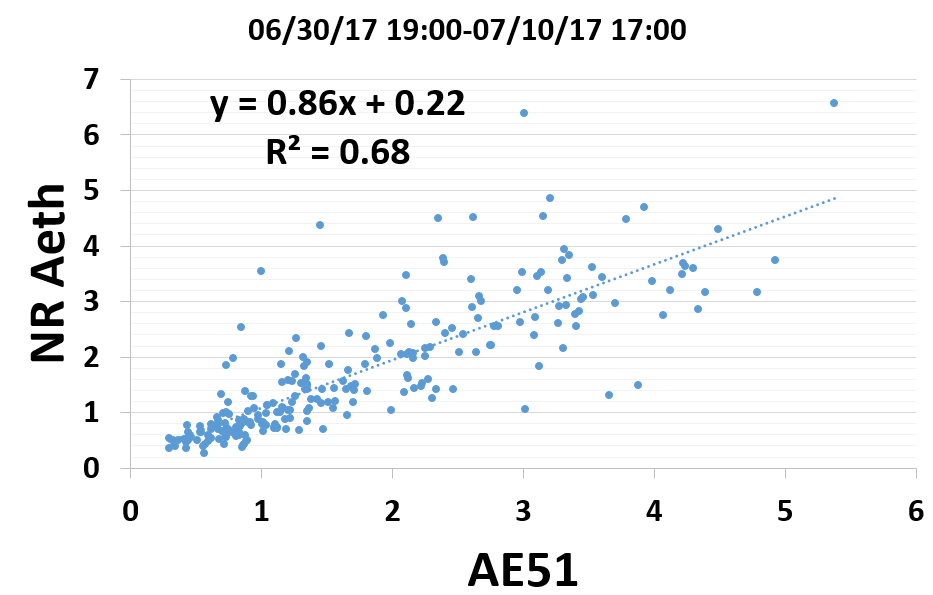 06/30/17 19:00-07/10/17 17:00
7
y = 0.86x + 0.22
R² = 0.68
6
5
4
3
2
1
0
NR Aeth
0 1 2 3 4 5 6
AE51